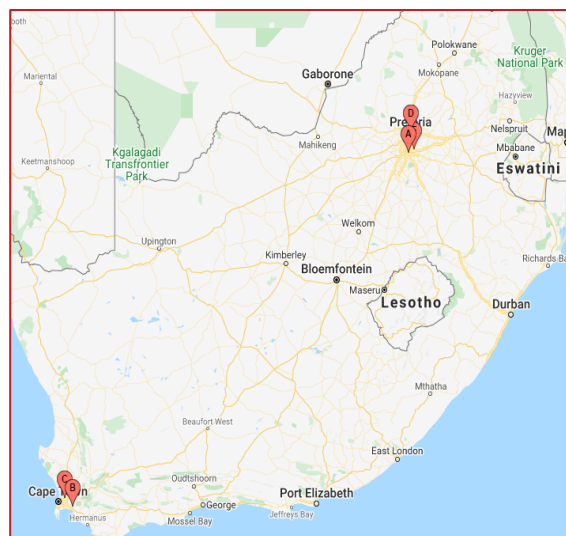 ooth
Polokwane
Kruger
National Park
Mariental
Gaborone
Mokopane
Hazyview
D
Pretoria
A
Nelspruit
Mahikeng
Mbabane
Map
Keetmanshoop
Kgalagadi
Transfrontier
Park
Eswatini
Welkom
Upington
Kimberley
Richards Ba
Bloemfontein
Maseru
Lesotho
Durban
Mthatha
Beaufort West
East London
C
B
Oudtshoorn
Cape Town
George
Port Elizabeth
Hermanus
Mossel Bay
Jeffreys Bay